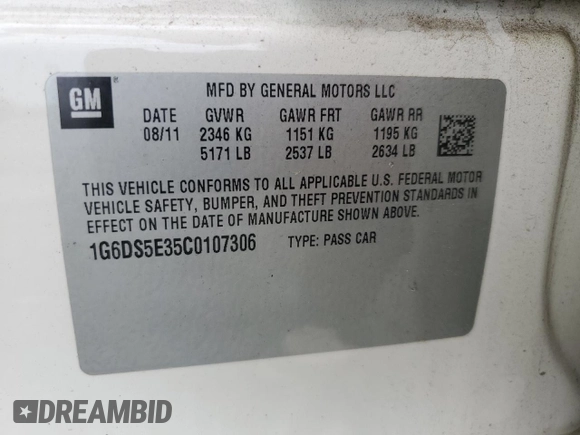 GM
MFD BY GENERAL MOTORS LLC
DATE GVWR GAWR FRT GAWR RR
08/11 2346 KG 1151 KG 1195 KG
5171 LB 2537 LB 2634 LB
THIS VEHICLE CONFORMS TO ALL APPLICABLE U.S. FEDERAL MOTOR
VEHICLE SAFETY, BUMPER, AND THEFT PREVENTION STANDARDS IN
EFFECT ON THE DATE OF MANUFACTURE SHOWN ABOVE.
1G6DS5E35C0107306 TYPE: PASS CAR
DREAMBID